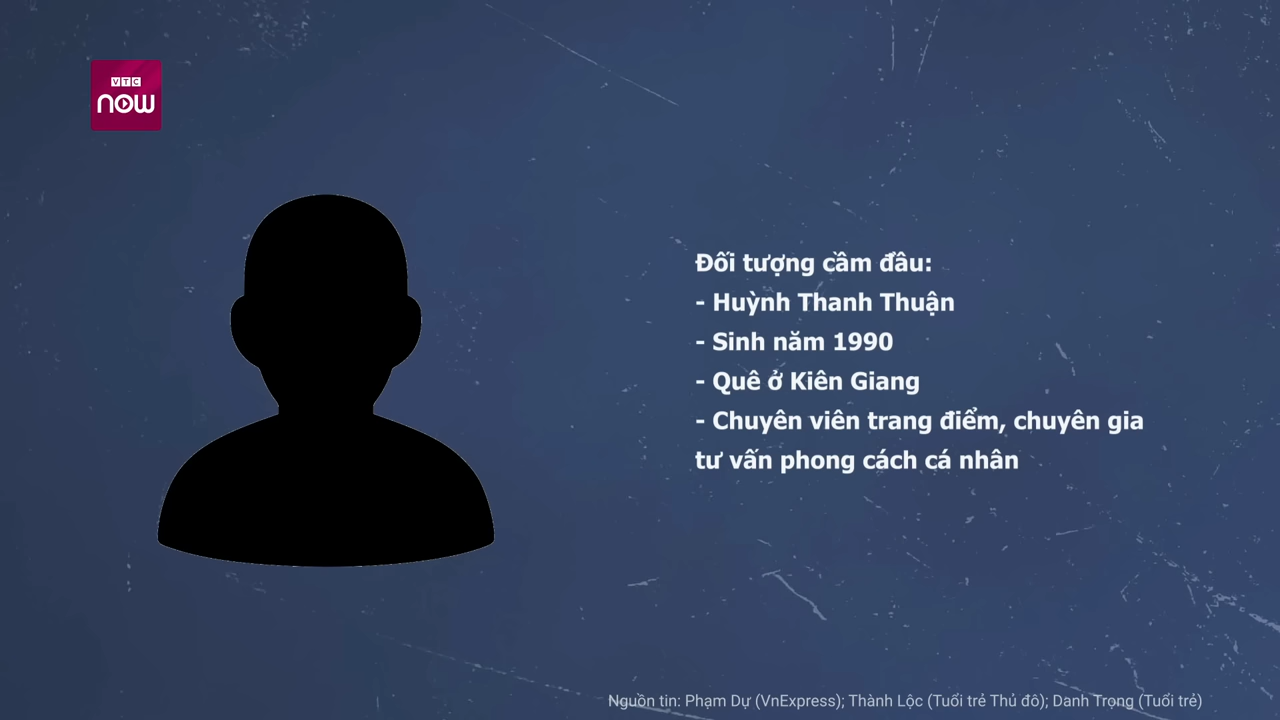 VTC
now
Đối tượng cầm đầu:
- Huỳnh Thanh Thuận
- Sinh năm 1990
- Quê ở Kiên Giang
- Chuyên viên trang điểm, chuyên gia
tư vấn phong cách cá nhân
Nguồn tin: Phạm Dự (VnExpress); Thành Lộc (Tuổi trẻ Thủ đô); Danh Trọng (Tuổi trẻ)